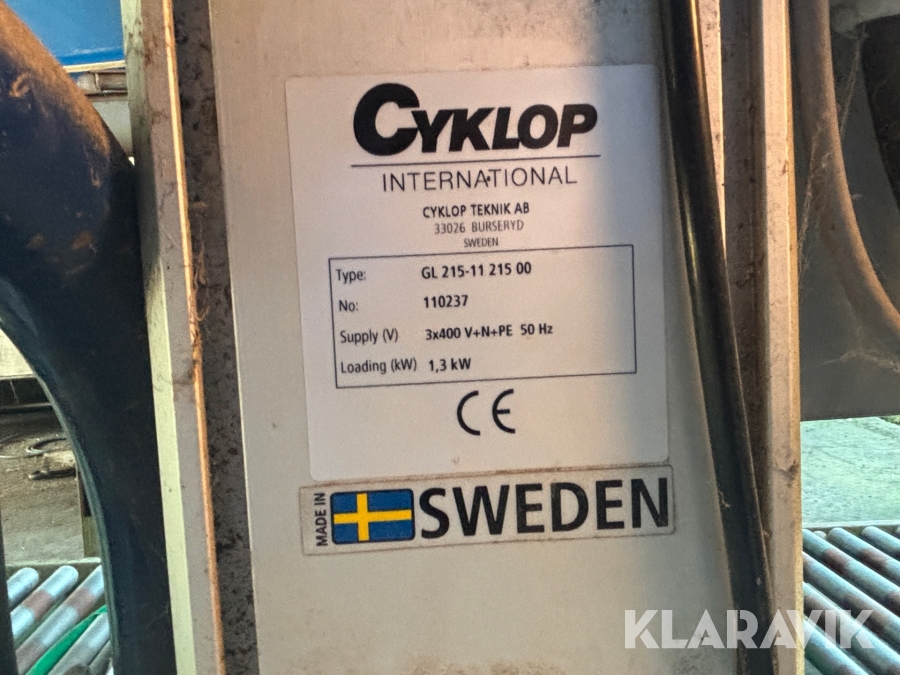 CYKLOP
INTERNATIONAL
CYKLOP TEKNIK AB
33026 BURSERYD
SWEDEN
Type: GL 215-11 215 00
No: 110237
Supply (V) 3x400 V+N+PE 50 Hz
Loading (kW) 1,3 kW
CE
MADE IN SWEDEN
KLARAVIK